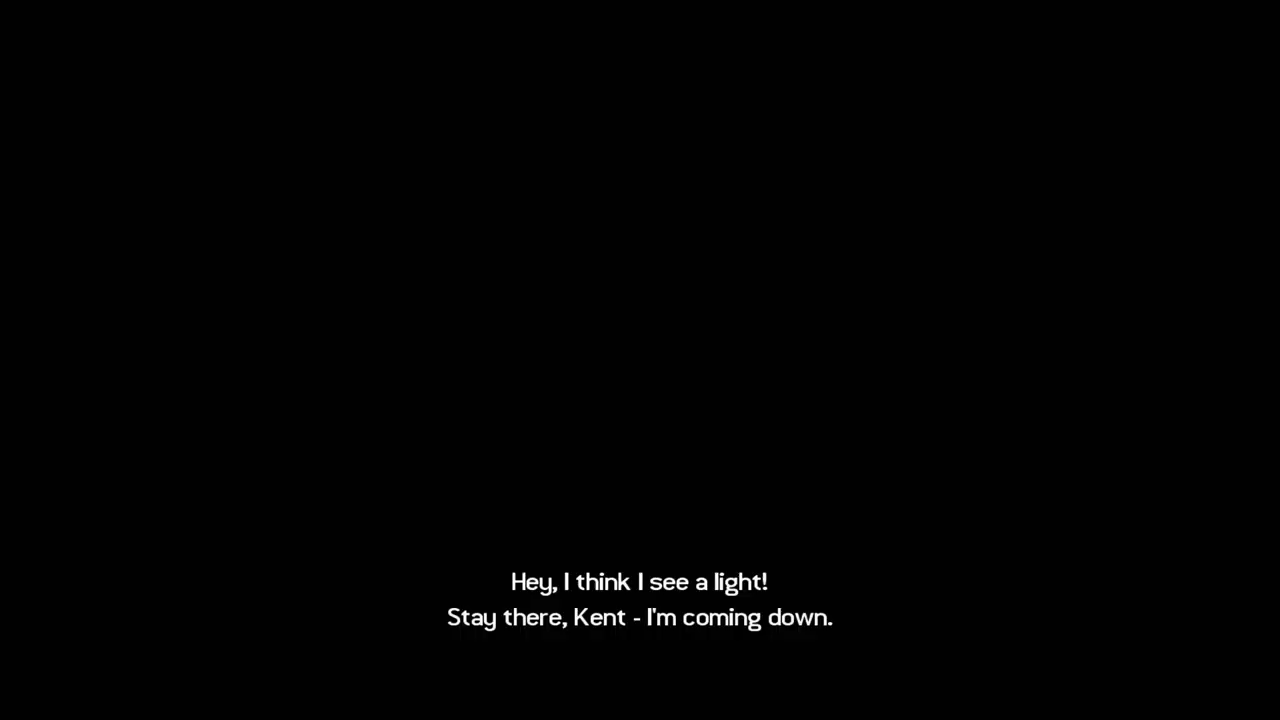 Hey, I think I see a light!
Stay there, Kent - I'm coming down.